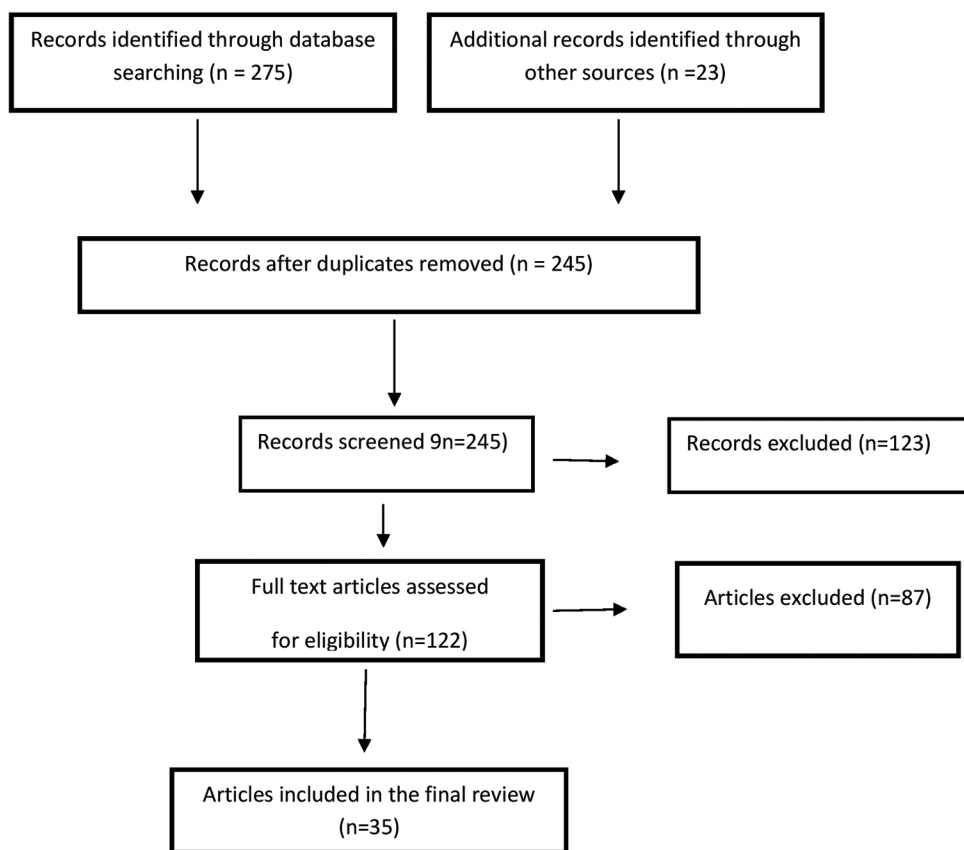 Records identified through database
searching (n = 275)
Additional records identified through
other sources (n =23)
Records after duplicates removed (n = 245)
Records screened 9n=245)
Records excluded (n=123)
Full text articles assessed
for eligibility (n=122)
Articles excluded (n=87)
Articles included in the final review
(n=35)